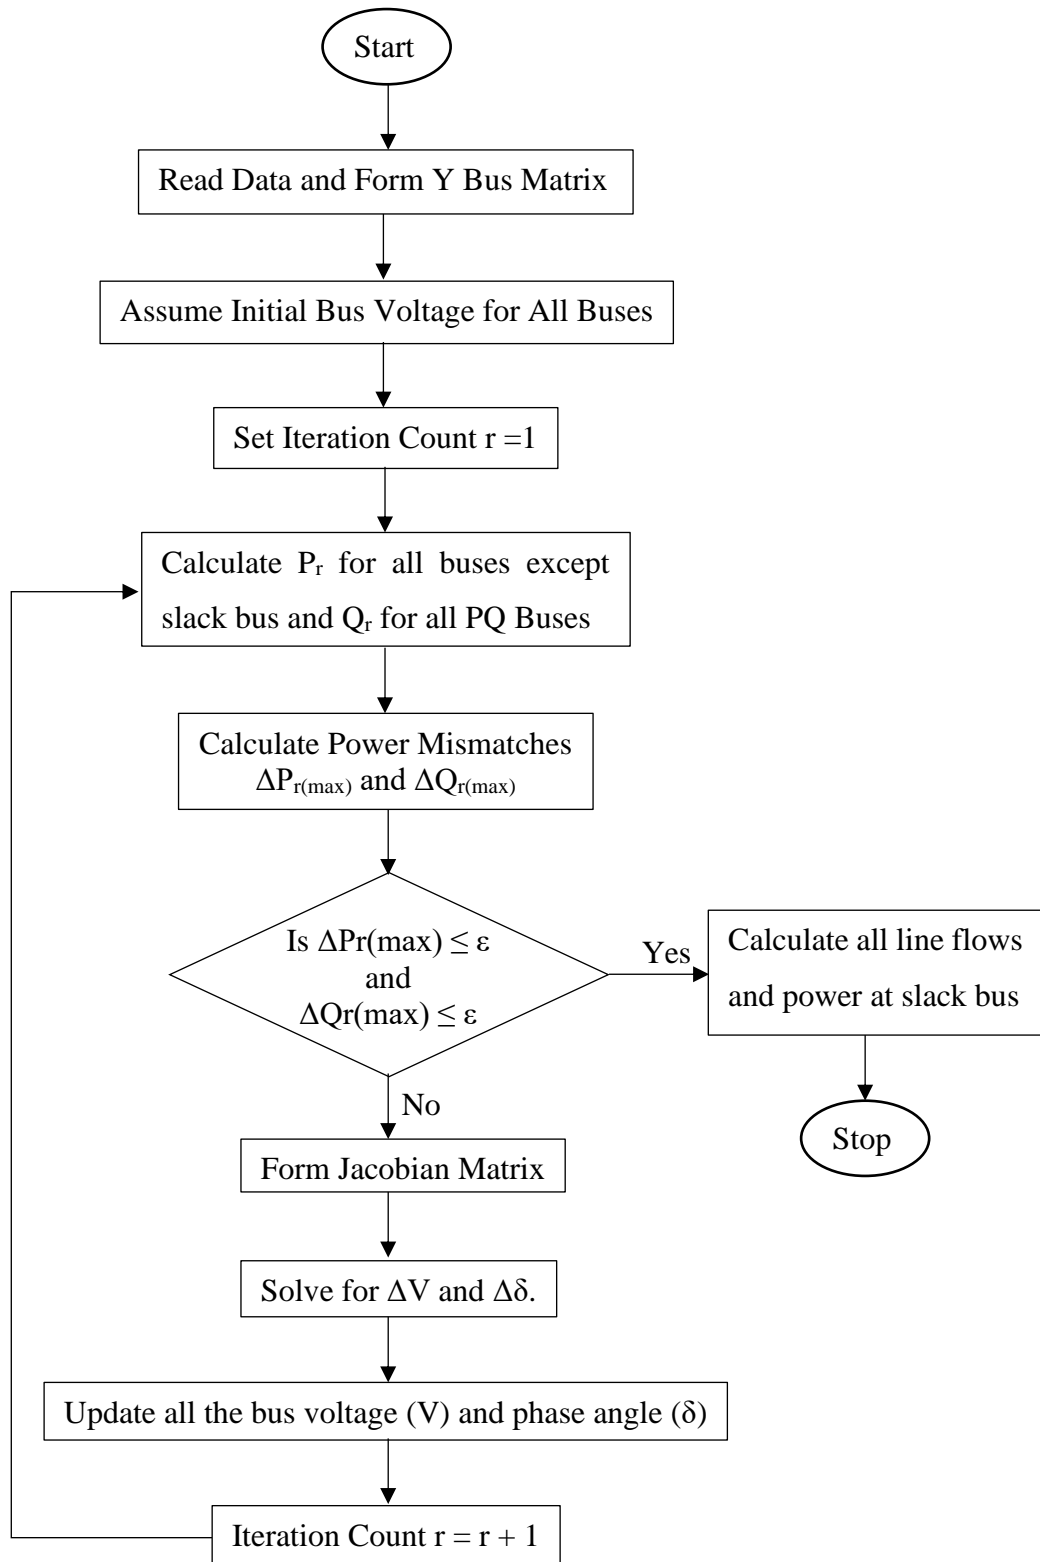 Start
Read Data and Form Y Bus Matrix
Assume Initial Bus Voltage for All Buses
Set Iteration Count r =1
Calculate Pr for all buses except
slack bus and Qr for all PQ Buses
Calculate Power Mismatches
ΔPr(max) and ΔQr(max)
Is ΔPr(max) ≤ ε
and
ΔQr(max) ≤ ε
Yes
Calculate all line flows
and power at slack bus
Stop
No
Form Jacobian Matrix
Solve for ΔV and Δδ.
Update all the bus voltage (V) and phase angle (δ)
Iteration Count r = r + 1